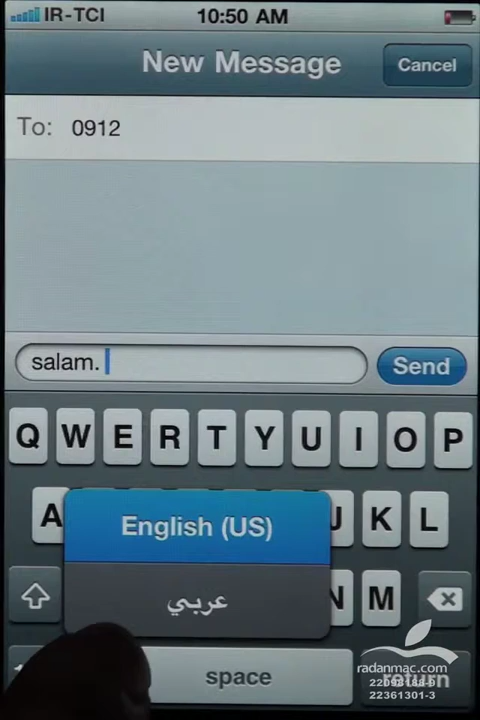 IR-TCI 10:50 AM
New Message
Cancel
To: 0912
salam.
Send
Q W E R T Y U I O P
A J K L
English (US)
عربي
N M
space
return
radanmac.com
22361301-3